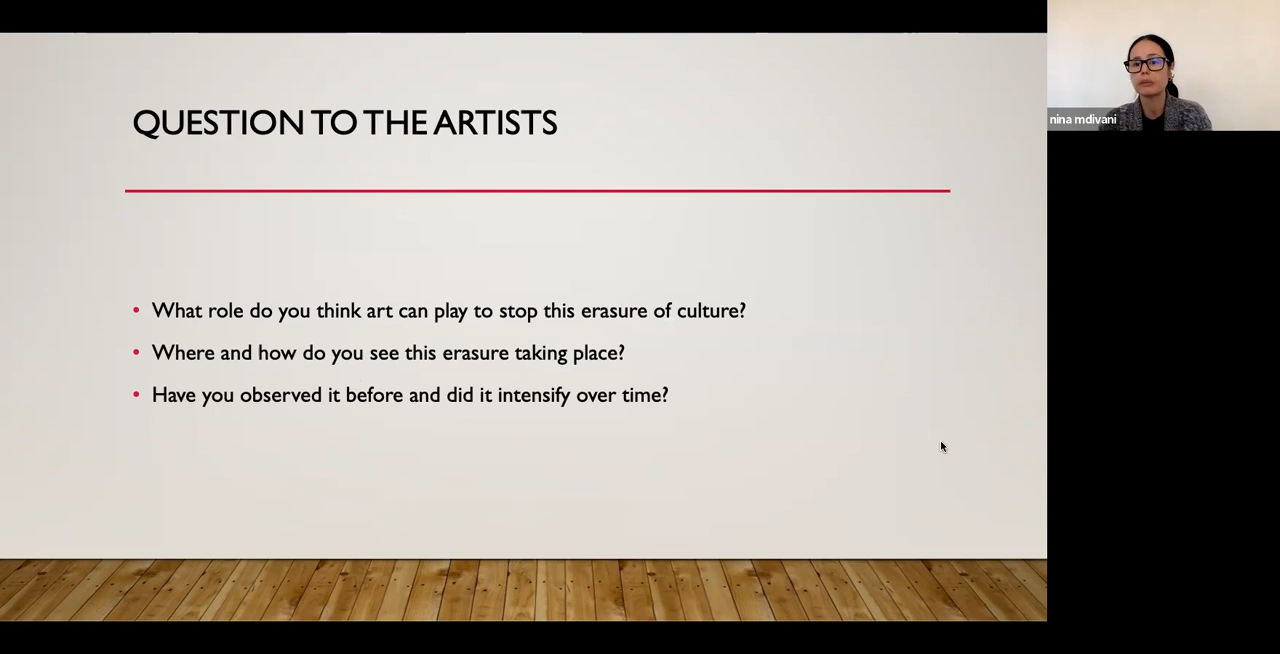 QUESTION TO THE ARTISTS
• What role do you think art can play to stop this erasure of culture?
• Where and how do you see this erasure taking place?
• Have you observed it before and did it intensify over time?
nina mdivani